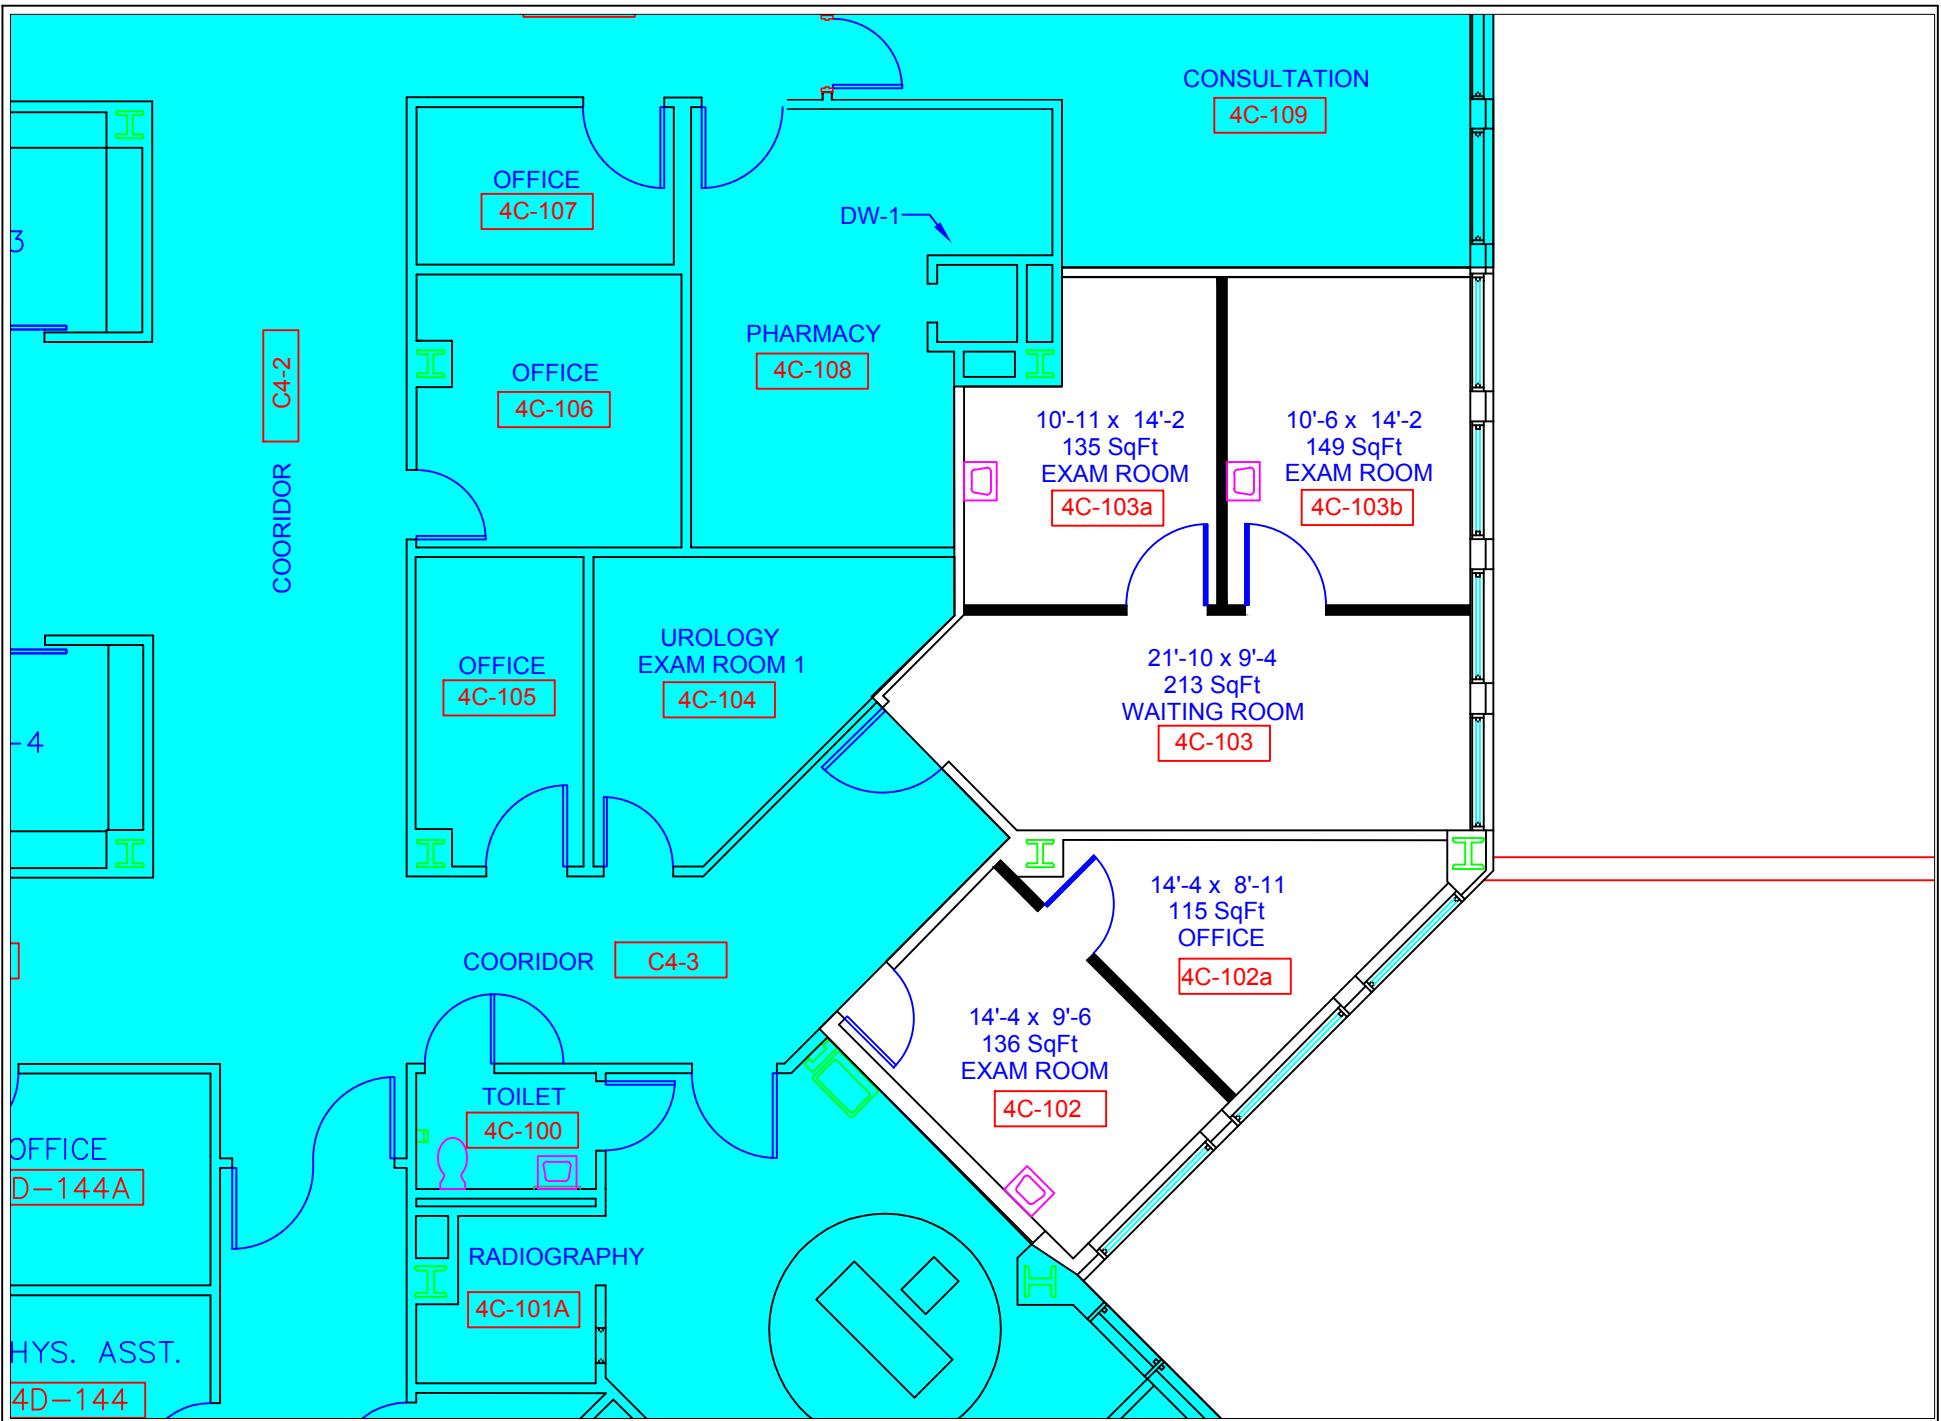 CONSULTATION
4C-109
OFFICE
4C-107
DW-1
3
PHARMACY
4C-108
C4-2
COORIDOR
OFFICE
4C-106
10'-11 x 14'-2
135 SqFt
EXAM ROOM
4C-103a
10'-6 x 14'-2
149 SqFt
EXAM ROOM
4C-103b
OFFICE
4C-105
UROLOGY
EXAM ROOM 1
4C-104
21'-10 x 9'-4
213 SqFt
WAITING ROOM
4C-103
-4
14'-4 x 8'-11
115 SqFt
OFFICE
4C-102a
COORIDOR
C4-3
14'-4 x 9'-6
136 SqFt
EXAM ROOM
4C-102
TOILET
4C-100
OFFICE
D-144A
RADIOGRAPHY
4C-101A
HYS. ASST.
4D-144